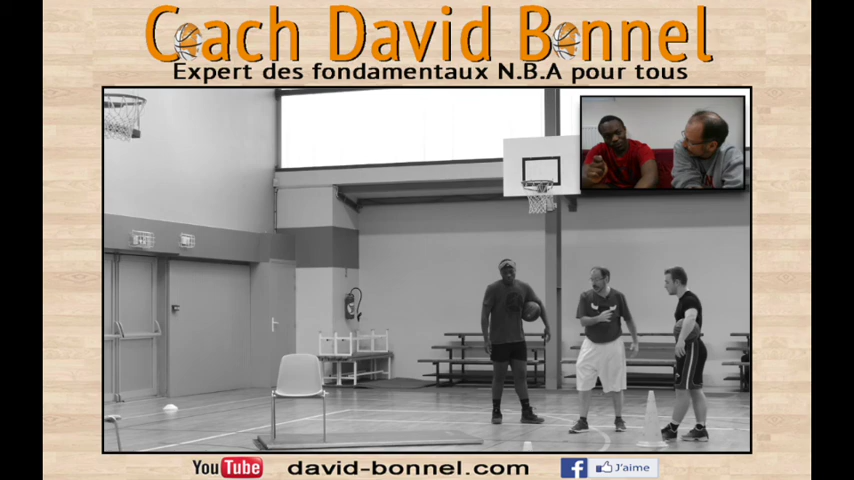 Coach David Bonnel
Expert des fondamentaux N.B.A pour tous
YouTube
david-bonnel.com
f
J'aime